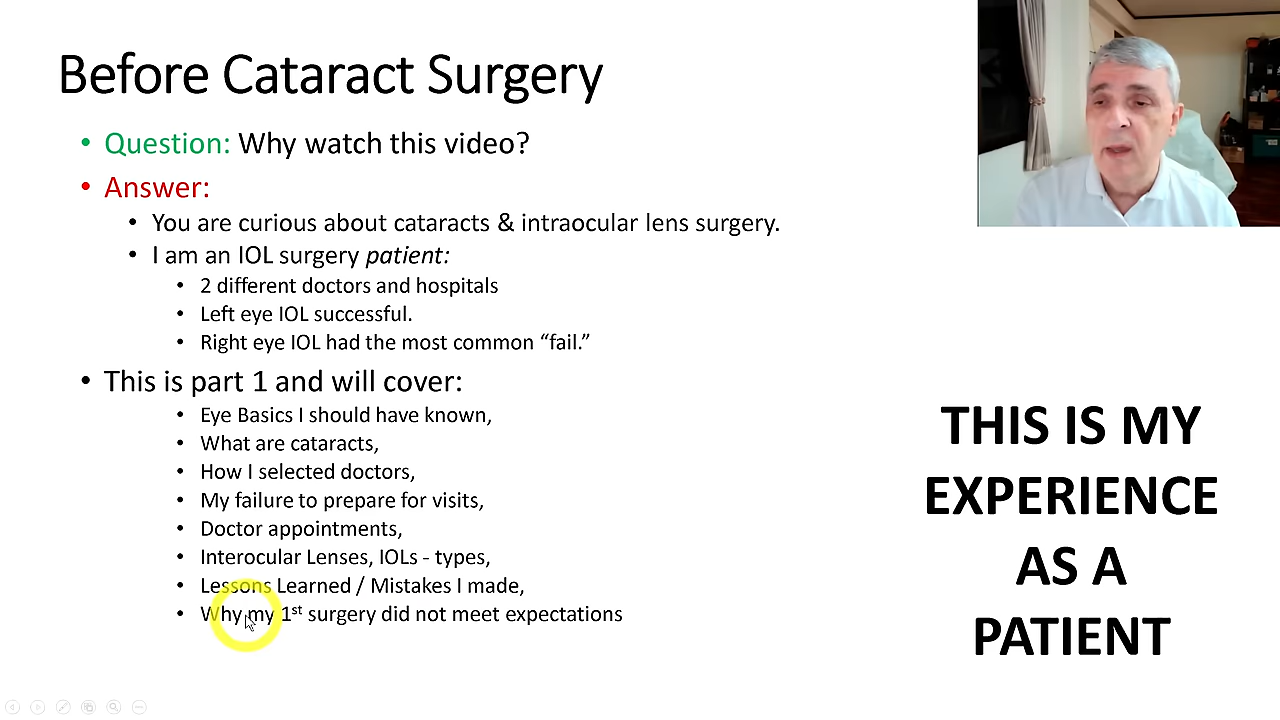 Before Cataract Surgery
• Question: Why watch this video?
• Answer:
• You are curious about cataracts & intraocular lens surgery.
• I am an IOL surgery patient:
• 2 different doctors and hospitals
• Left eye IOL successful.
• Right eye IOL had the most common “fail.”
• This is part 1 and will cover:
• Eye Basics I should have known,
• What are cataracts,
• How I selected doctors,
• My failure to prepare for visits,
• Doctor appointments,
• Interocular Lenses, IOLs - types,
• Lessons Learned / Mistakes I made,
• Why my 1st surgery did not meet expectations
THIS IS MY
EXPERIENCE
AS A
PATIENT